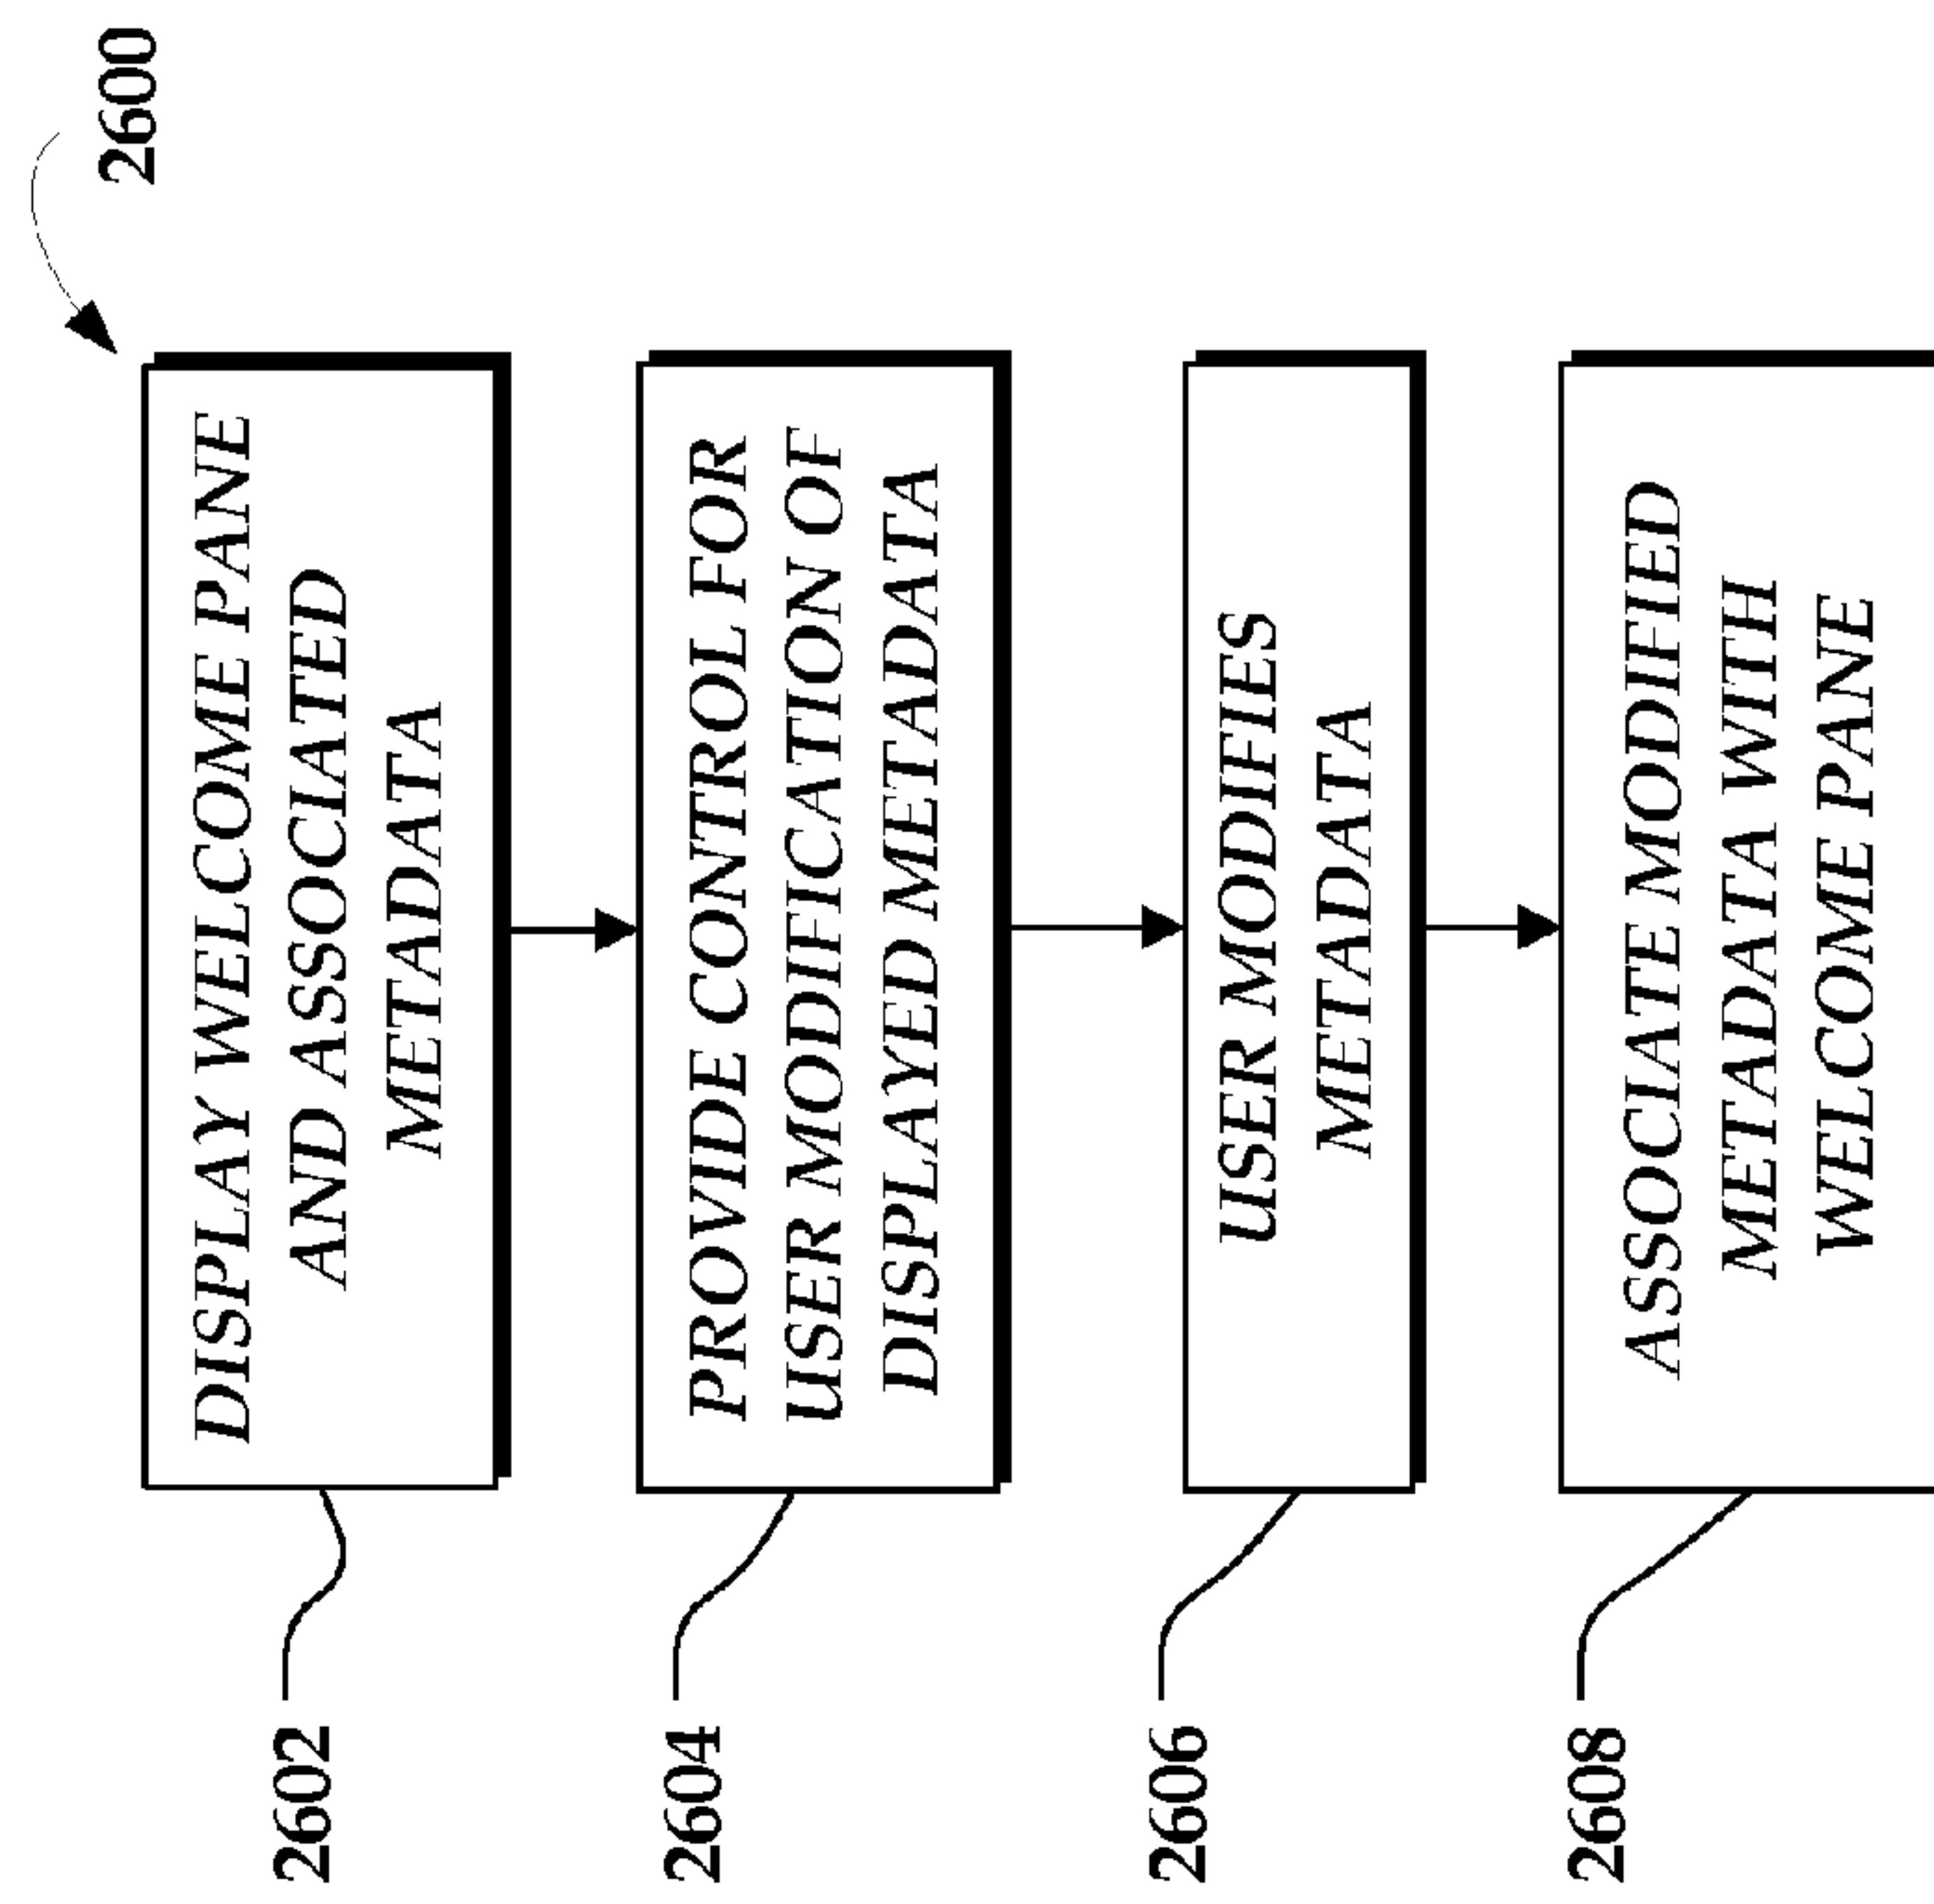 2600
DISPLAY WELCOME PANE
AND ASSOCIATED
METADATA
2602
PROVIDE CONTROL FOR
USER MODIFICATION OF
DISPLAYED METADATA
2604
USER MODIFIES
METADATA
2606
ASSOCIATE MODIFIED
METADATA WITH
WELCOME PANE
2608